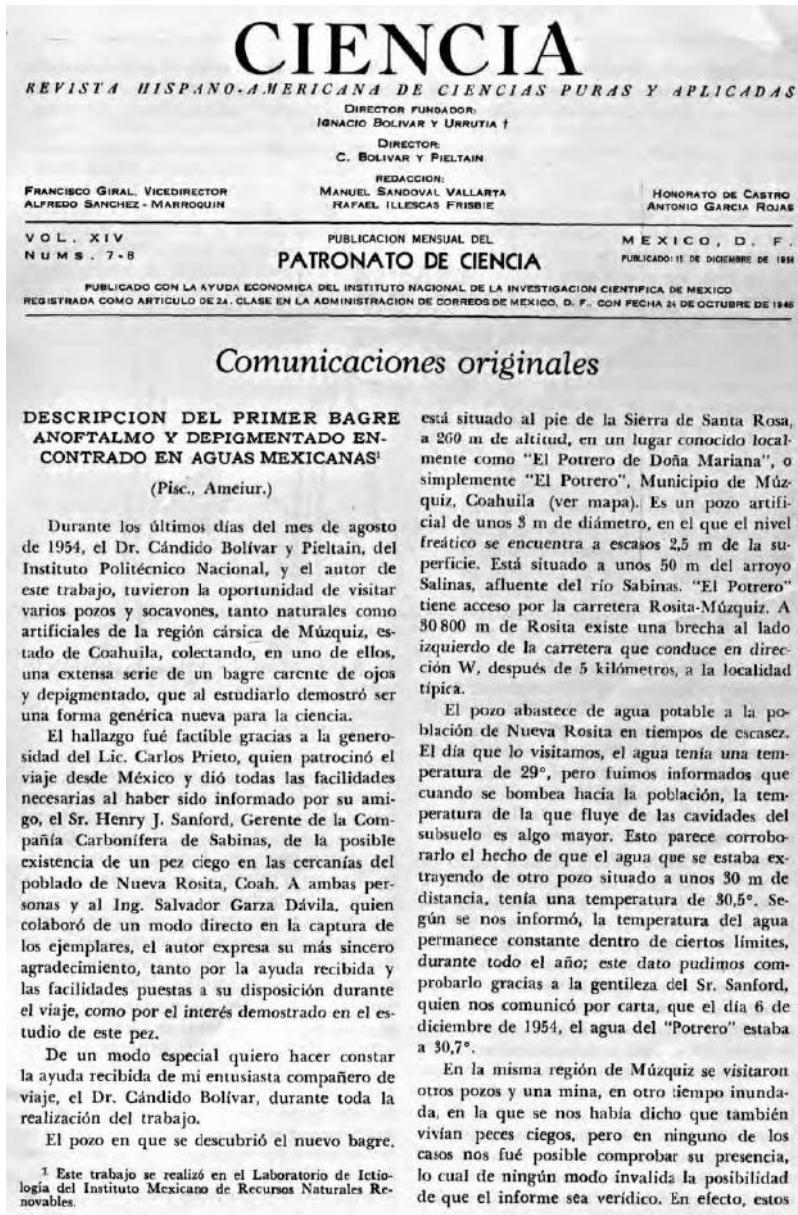 CIENCIA
REVISTA HISPANO-AMERICANA DE CIENCIAS PURAS Y APLICADAS
DIRECTOR FUNDADOR:
IGNACIO BOLIVAR Y URRUTIA †
DIRECTOR:
C. BOLIVAR Y PIELTAIN
REDACCION:
FRANCISCO GIRAL, VICEDIRECTOR
MANUEL SANDOVAL VALLARTA
HONORATO DE CASTRO
ALFREDO SANCHEZ-MARROQUIN
RAFAEL ILLESCAS FRISBIE
ANTONIO GARCIA ROJAS
VOL. XIV
NUMS. 7-8
PUBLICACION MENSUAL DEL
PATRONATO DE CIENCIA
MEXICO, D. F.
PUBLICADO: 15 DE DICIEMBRE DE 1954
PUBLICADO CON LA AYUDA ECONOMICA DEL INSTITUTO NACIONAL DE LA INVESTIGACION CIENTIFICA DE MEXICO
REGISTRADA COMO ARTICULO DE 2a. CLASE EN LA ADMINISTRACION DE CORREOS DE MEXICO, D. F., CON FECHA 24 DE OCTUBRE DE 1946
Comunicaciones originales
DESCRIPCION DEL PRIMER BAGRE
ANOFTALMO Y DEPIGMENTADO EN-
CONTRADO EN AGUAS MEXICANAS¹
(Pisc., Ameiur.)
Durante los últimos días del mes de agosto
de 1954, el Dr. Cándido Bolívar y Pieltain, del
Instituto Politécnico Nacional, y el autor de
este trabajo, tuvieron la oportunidad de visitar
varios pozos y socavones, tanto naturales como
artificiales de la región cársica de Múzquiz, es-
tado de Coahuila, colectando, en uno de ellos,
una extensa serie de un bagre carente de ojos
y depigmentado, que al estudiarlo demostró ser
una forma genérica nueva para la ciencia.
El hallazgo fué factible gracias a la genero-
sidad del Lic. Carlos Prieto, quien patrocinó el
viaje desde México y dió todas las facilidades
necesarias al haber sido informado por su ami-
go, el Sr. Henry J. Sanford, Gerente de la Com-
pañía Carbonífera de Sabinas, de la posible
existencia de un pez ciego en las cercanías del
poblado de Nueva Rosita, Coah. A ambas per-
sonas y al Ing. Salvador Garza Dávila, quien
colaboró de un modo directo en la captura de
los ejemplares, el autor expresa su más sincero
agradecimiento, tanto por la ayuda recibida y
las facilidades puestas a su disposición durante
el viaje, como por el interés demostrado en el es-
tudio de este pez.
De un modo especial quiero hacer constar
la ayuda recibida de mi entusiasta compañero de
viaje, el Dr. Cándido Bolívar, durante toda la
realización del trabajo.
El pozo en que se descubrió el nuevo bagre,
¹ Este trabajo se realizó en el Laboratorio de Ictio-
logía del Instituto Mexicano de Recursos Naturales Re-
novables.
está situado al pie de la Sierra de Santa Rosa,
a 260 m de altitud, en un lugar conocido local-
mente como "El Potrero de Doña Mariana", o
simplemente "El Potrero", Municipio de Múz-
quiz, Coahuila (ver mapa). Es un pozo artifi-
cial de unos 3 m de diámetro, en el que el nivel
freático se encuentra a escasos 2,5 m de la su-
perficie. Está situado a unos 50 m del arroyo
Salinas, afluente del río Sabinas. "El Potrero"
tiene acceso por la carretera Rosita-Múzquiz. A
30 800 m de Rosita existe una brecha al lado
izquierdo de la carretera que conduce en direc-
ción W, después de 5 kilómetros, a la localidad
típica.
El pozo abastece de agua potable a la po-
blación de Nueva Rosita en tiempos de escasez.
El día que lo visitamos, el agua tenía una tem-
peratura de 29°, pero fuimos informados que
cuando se bombea hacia la población, la tem-
peratura de la que fluye de las cavidades del
subsuelo es algo mayor. Esto parece corrobo-
rarlo el hecho de que el agua que se estaba ex-
trayendo de otro pozo situado a unos 30 m de
distancia, tenía una temperatura de 30,5°. Se-
gún se nos informó, la temperatura del agua
permanece constante dentro de ciertos límites,
durante todo el año; este dato pudimos com-
probarlo gracias a la gentileza del Sr. Sanford,
quien nos comunicó por carta, que el día 6 de
diciembre de 1954, el agua del "Potrero" estaba
a 30,7°.
En la misma región de Múzquiz se visitaron
otros pozos y una mina, en otro tiempo inunda-
da, en la que se nos había dicho que también
vivían peces ciegos, pero en ninguno de los
casos nos fué posible comprobar su presencia,
lo cual de ningún modo invalida la posibilidad
de que el informe sea verídico. En efecto, estos